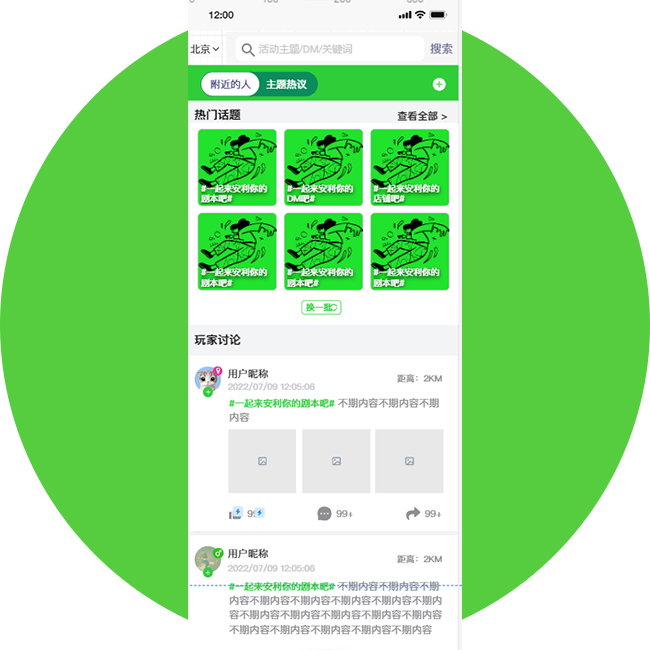 12:00
北京
活动主题/DM/关键词
搜索
附近的人
主题热议
热门话题
查看全部 >
#一起来安利你的
剧本吧#
#一起来安利你的
DM吧#
#一起来安利你的
店铺吧#
#一起来安利你的
剧本吧#
#一起来安利你的
剧本吧#
#一起来安利你的
剧本吧#
换一批
玩家讨论
用户昵称
2022/07/09 12:05:06
距离：2KM
#一起来安利你的剧本吧# 不期内容不期内容不期
内容
99+
99+
用户昵称
2022/07/09 12:05:06
距离：2KM
#一起来安利你的剧本吧# 不期内容不期内容不期
内容不期内容不期内容不期内容不期内容不期内
容不期内容不期内容不期内容不期内容不期内容
不期内容不期内容不期内容不期内容不期内容